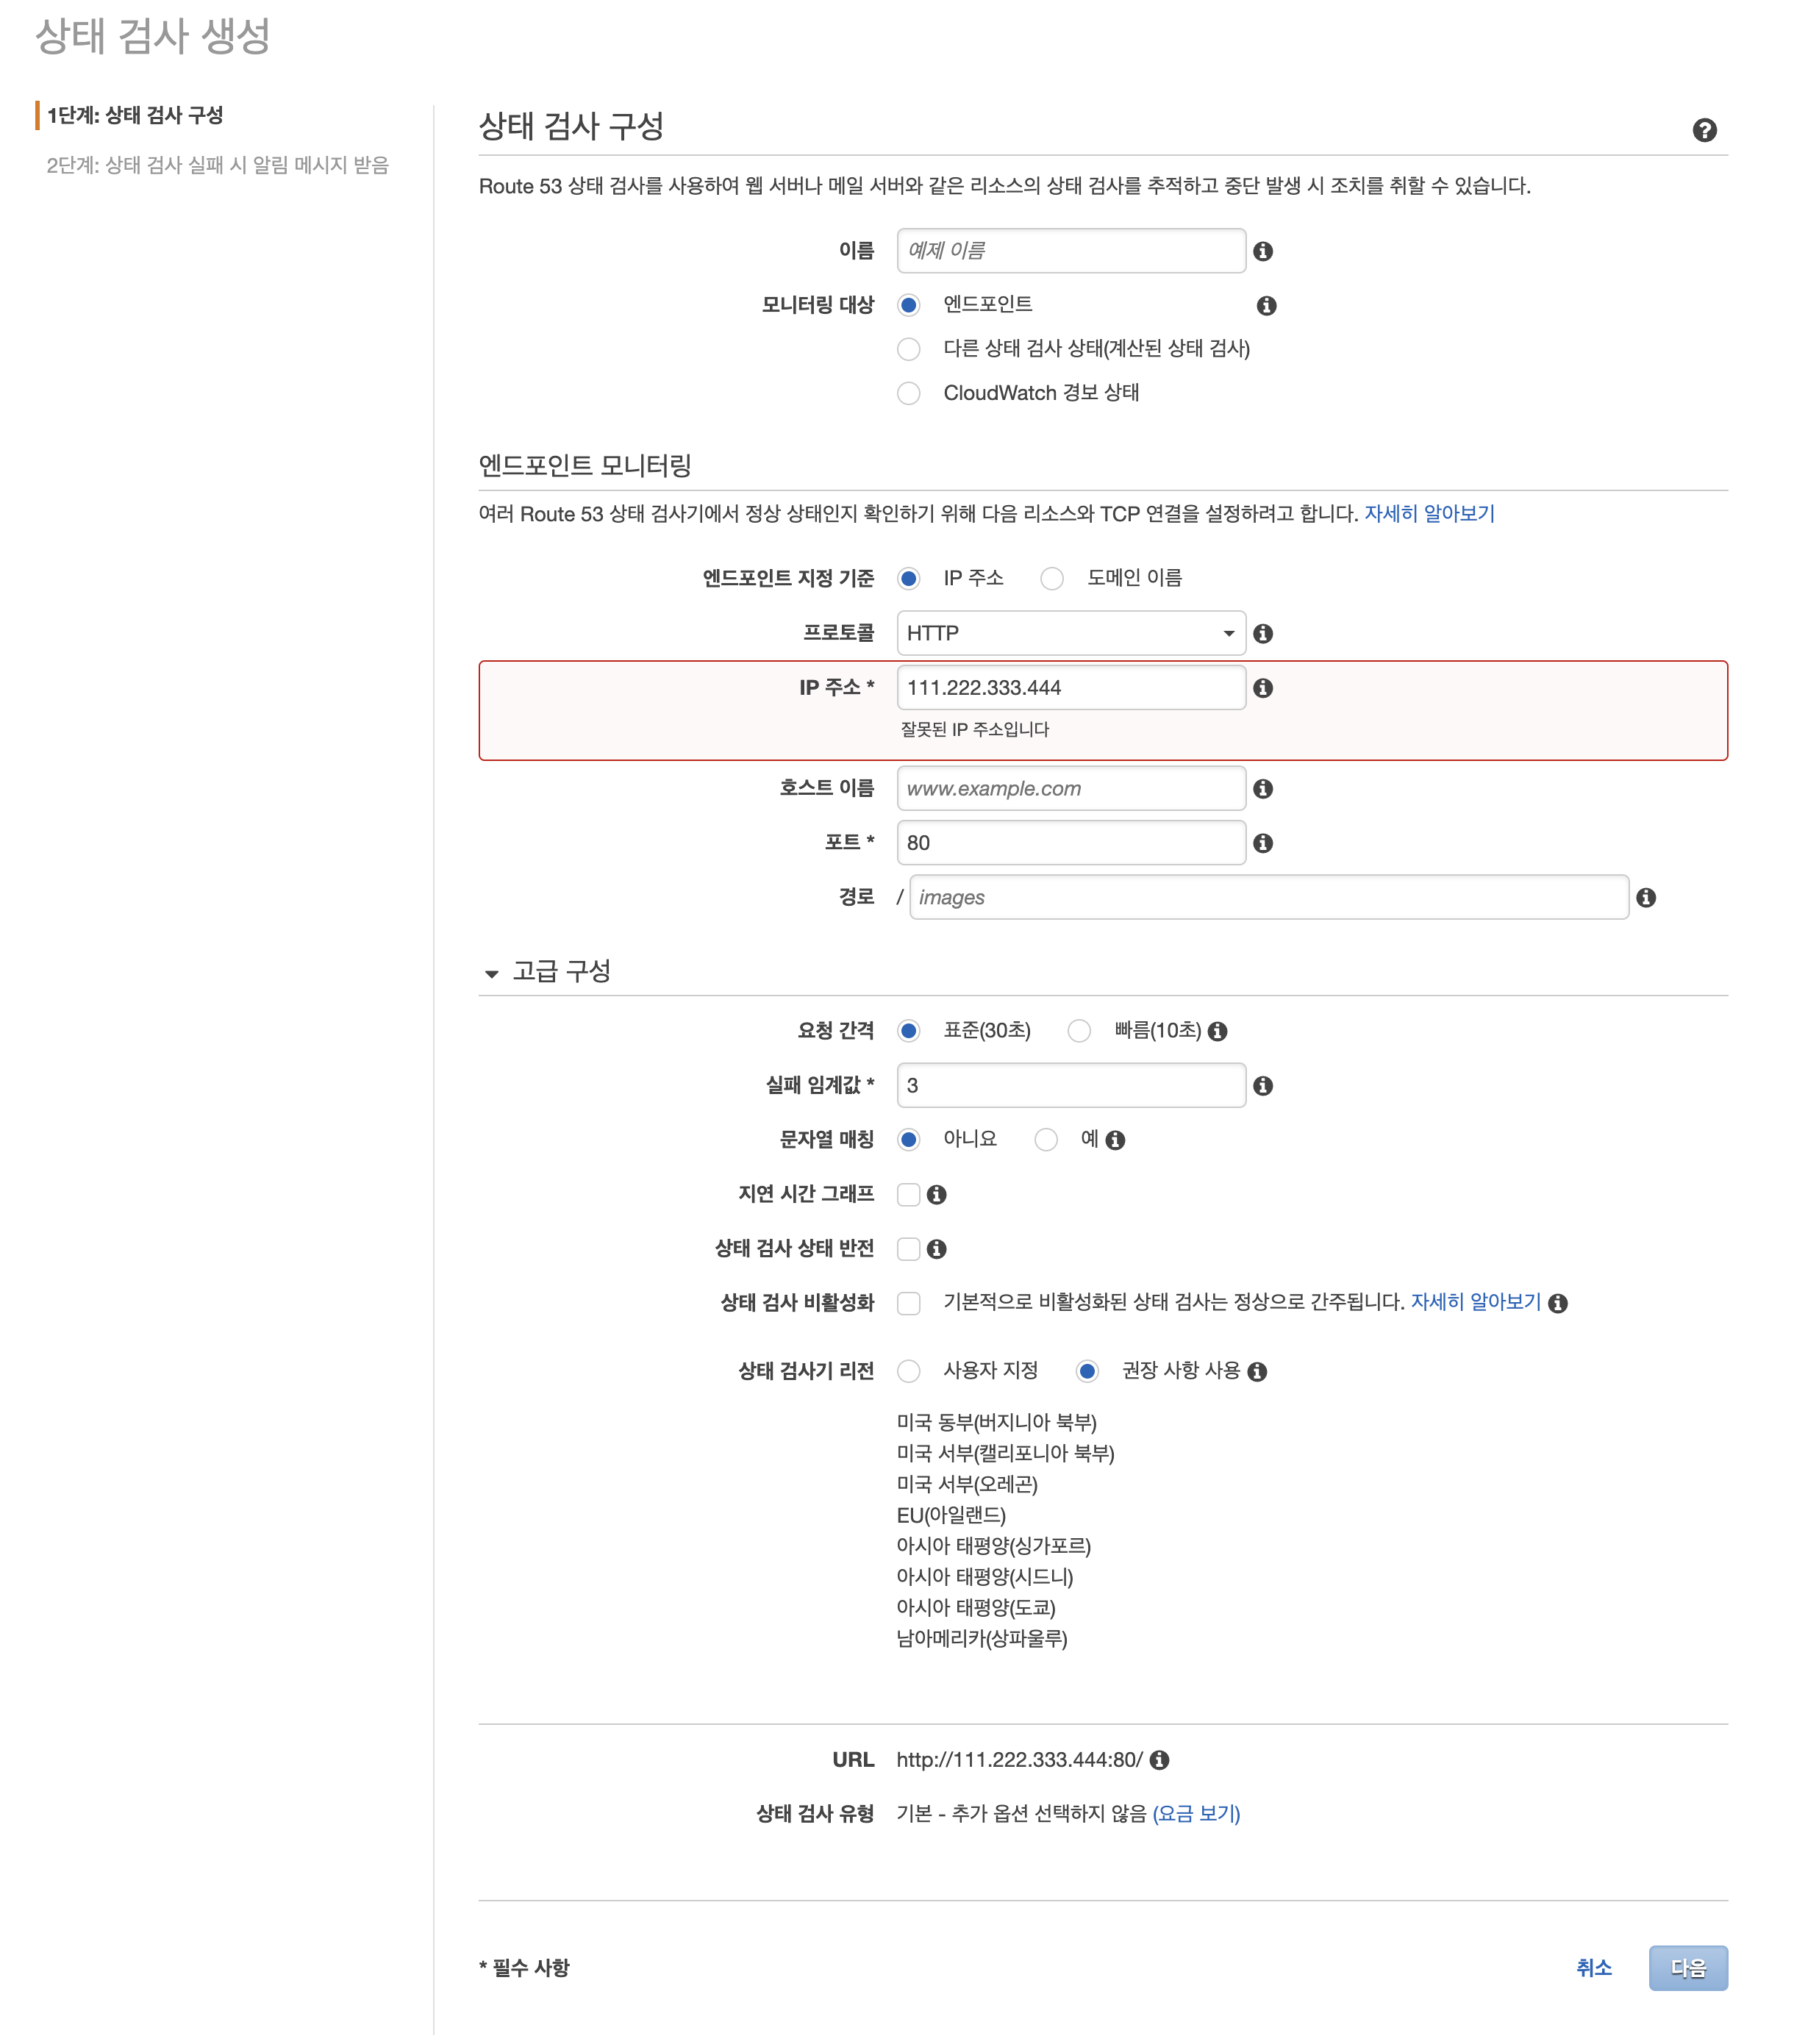 상태 검사 생성
1단계: 상태 검사 구성
2단계: 상태 검사 실패 시 알림 메시지 받음
상태 검사 구성
Route 53 상태 검사를 사용하여 웹 서버나 메일 서버와 같은 리소스의 상태 검사를 추적하고 중단 발생 시 조치를 취할 수 있습니다.
이름 예제 이름
모니터링 대상 엔드포인트
다른 상태 검사 상태(계산된 상태 검사)
CloudWatch 경보 상태
엔드포인트 모니터링
여러 Route 53 상태 검사기에서 정상 상태인지 확인하기 위해 다음 리소스와 TCP 연결을 설정하려고 합니다. 자세히 알아보기
엔드포인트 지정 기준 IP 주소 도메인 이름
프로토콜 HTTP
IP 주소 * 111.222.333.444
잘못된 IP 주소입니다
호스트 이름 www.example.com
포트 * 80
경로 / images
고급 구성
요청 간격 표준(30초) 빠름(10초)
실패 임계값 * 3
문자열 매칭 아니요 예
지연 시간 그래프
상태 검사 상태 반전
상태 검사 비활성화 기본적으로 비활성화된 상태 검사는 정상으로 간주됩니다. 자세히 알아보기
상태 검사기 리전 사용자 지정 권장 사항 사용
미국 동부(버지니아 북부)
미국 서부(캘리포니아 북부)
미국 서부(오레곤)
EU(아일랜드)
아시아 태평양(싱가포르)
아시아 태평양(시드니)
아시아 태평양(도쿄)
남아메리카(상파울루)
URL http://111.222.333.444:80/
상태 검사 유형 기본 - 추가 옵션 선택하지 않음 (요금 보기)
* 필수 사항 취소 다음